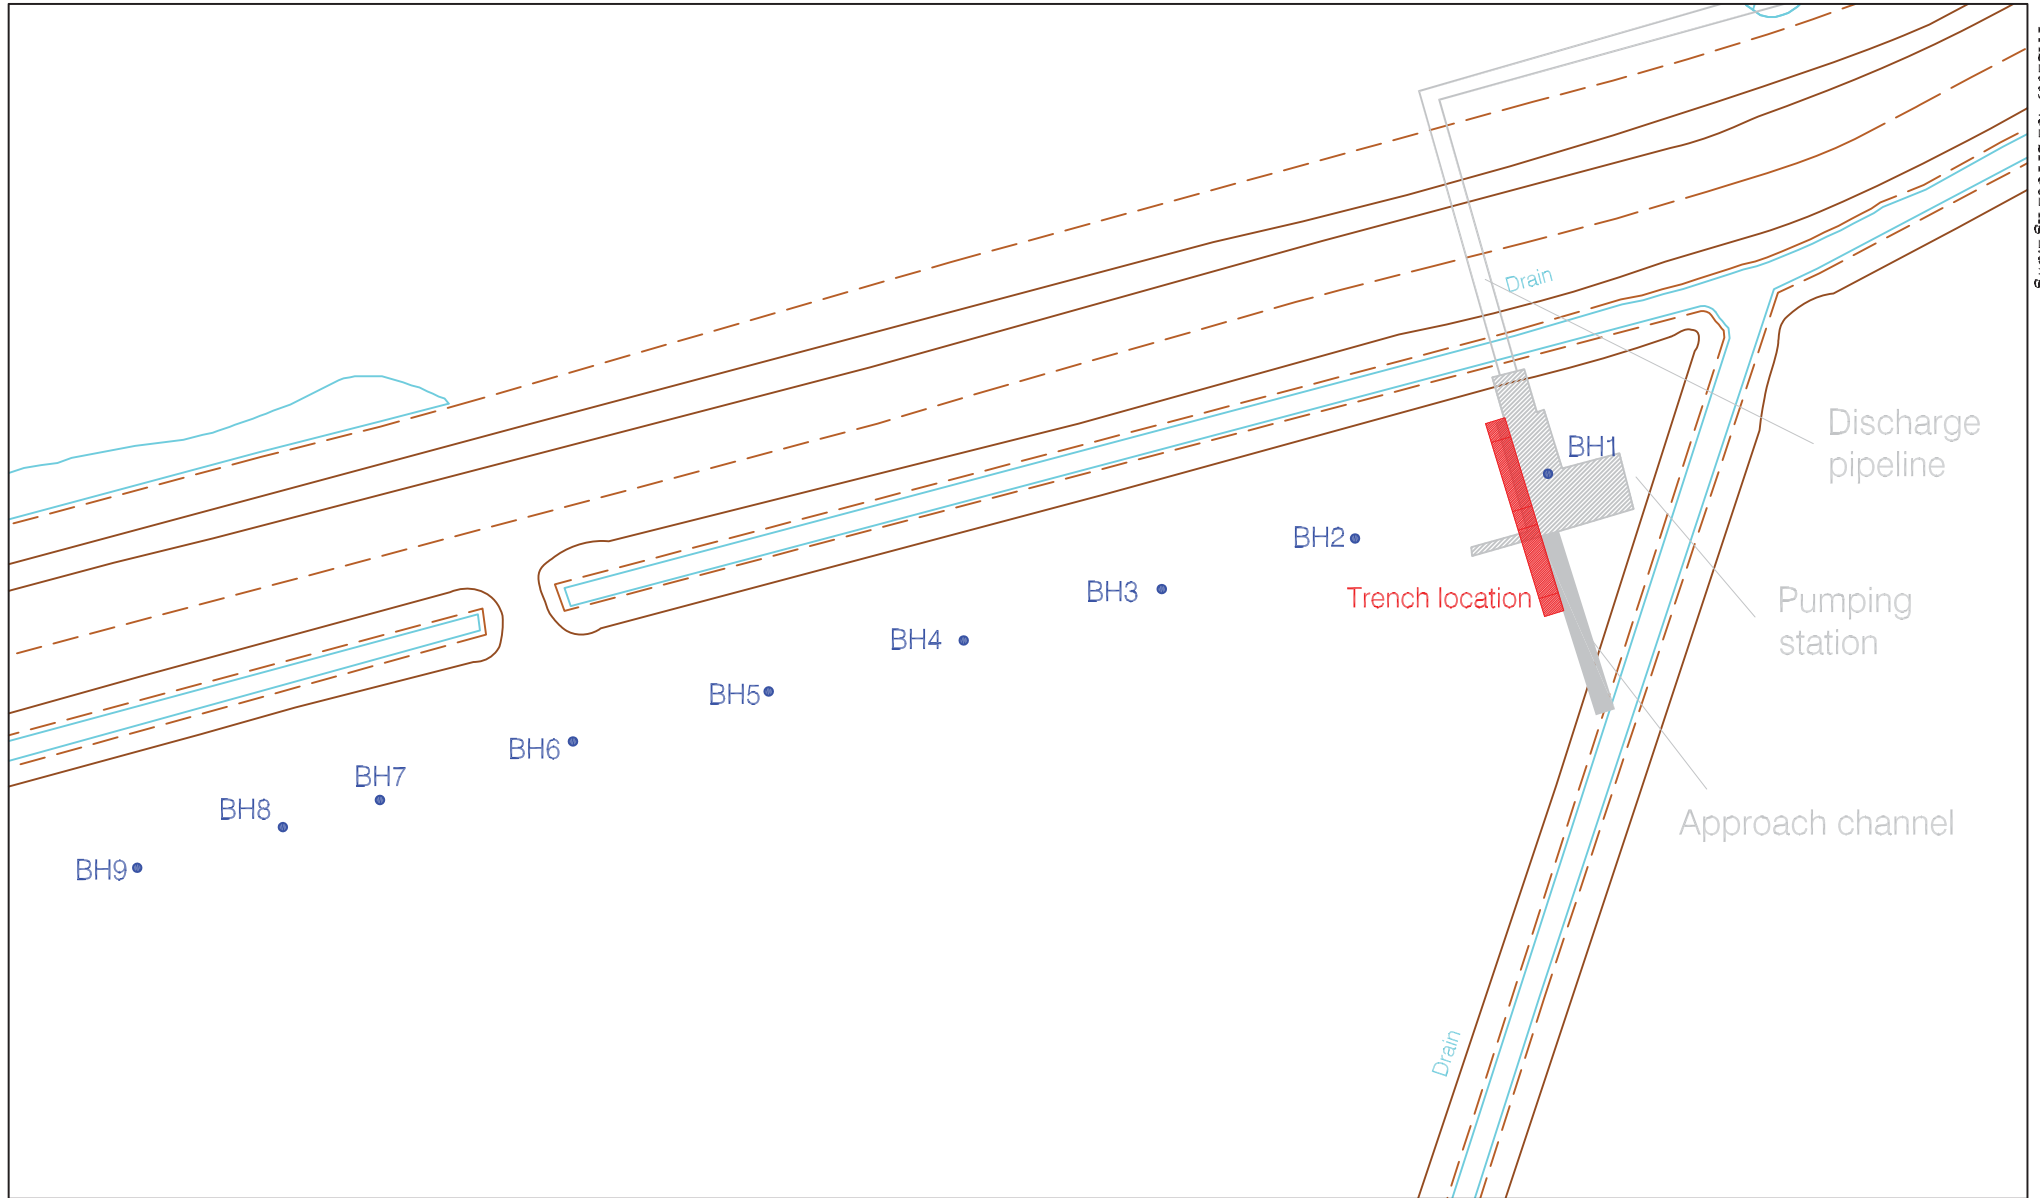 Drain
Discharge
pipeline
BH1
BH2
BH3
Pumping
station
Trench location
BH4
BH5
BH6
BH7
BH8
Approach channel
BH9
Drain